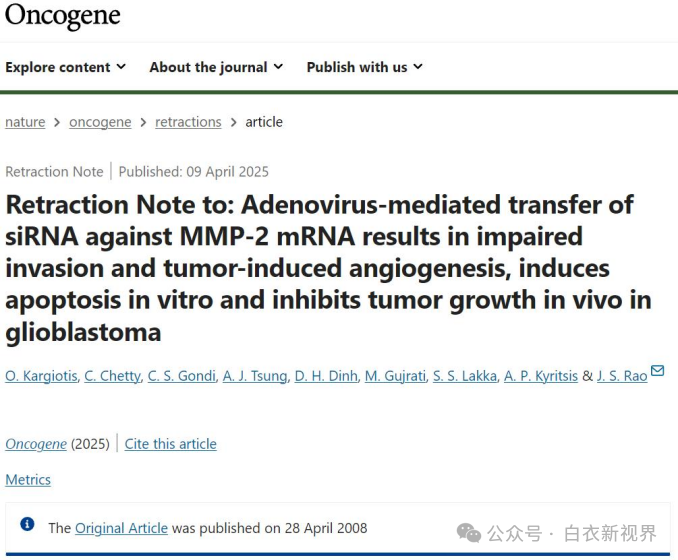 Oncogene
Explore content About the journal Publish with us
nature > oncogene > retractions > article
Retraction Note | Published: 09 April 2025
Retraction Note to: Adenovirus-mediated transfer of
siRNA against MMP-2 mRNA results in impaired
invasion and tumor-induced angiogenesis, induces
apoptosis in vitro and inhibits tumor growth in vivo in
glioblastoma
O. Kargiotis, C. Chetty, C. S. Gondi, A. J. Tsung, D. H. Dinh, M. Gujrati, S. S. Lakka, A. P. Kyritsis & J. S. Rao
Oncogene (2025) | Cite this article
Metrics
The Original Article was published on 28 April 2008
公众号 · 白衣新视界